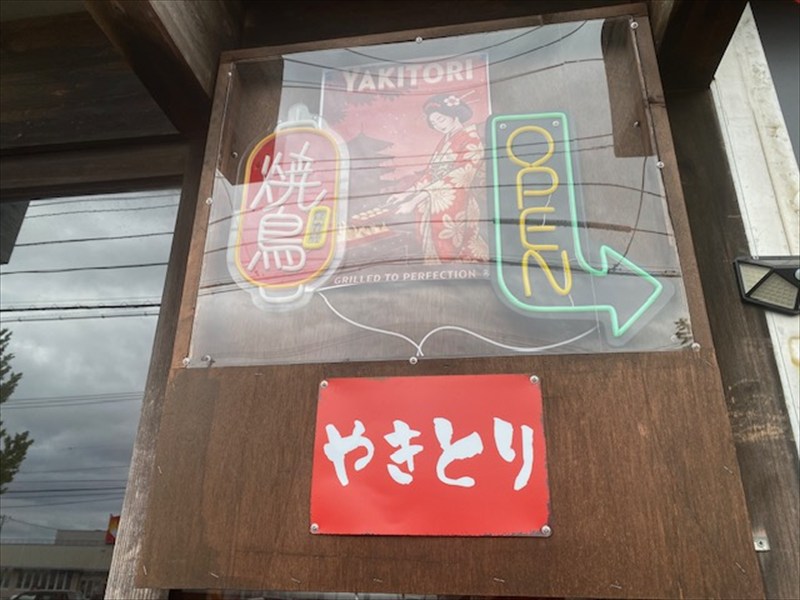 YAKITORI
焼鳥
OPEN
GRILLED TO PERFECTION
やきとり